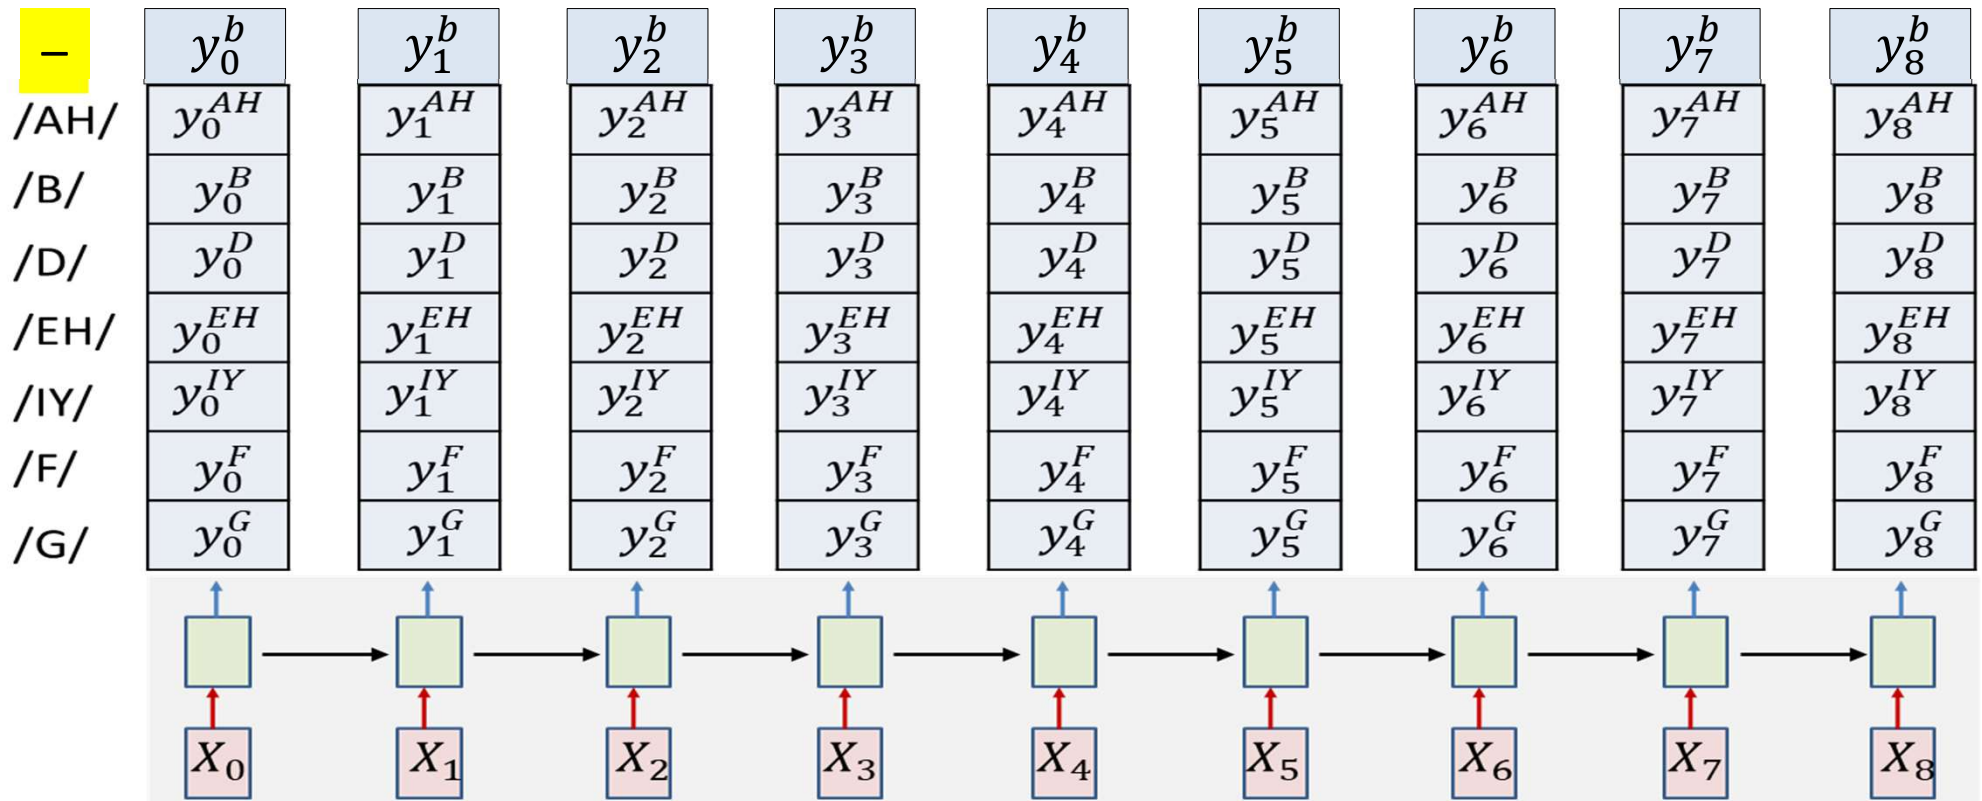 – y_0^b y_1^b y_2^b y_3^b y_4^b y_5^b y_6^b y_7^b y_8^b
/AH/ y_0^{AH} y_1^{AH} y_2^{AH} y_3^{AH} y_4^{AH} y_5^{AH} y_6^{AH} y_7^{AH} y_8^{AH}
/B/ y_0^B y_1^B y_2^B y_3^B y_4^B y_5^B y_6^B y_7^B y_8^B
/D/ y_0^D y_1^D y_2^D y_3^D y_4^D y_5^D y_6^D y_7^D y_8^D
/EH/ y_0^{EH} y_1^{EH} y_2^{EH} y_3^{EH} y_4^{EH} y_5^{EH} y_6^{EH} y_7^{EH} y_8^{EH}
/IY/ y_0^{IY} y_1^{IY} y_2^{IY} y_3^{IY} y_4^{IY} y_5^{IY} y_6^{IY} y_7^{IY} y_8^{IY}
/F/ y_0^F y_1^F y_2^F y_3^F y_4^F y_5^F y_6^F y_7^F y_8^F
/G/ y_0^G y_1^G y_2^G y_3^G y_4^G y_5^G y_6^G y_7^G y_8^G
X_0 X_1 X_2 X_3 X_4 X_5 X_6 X_7 X_8